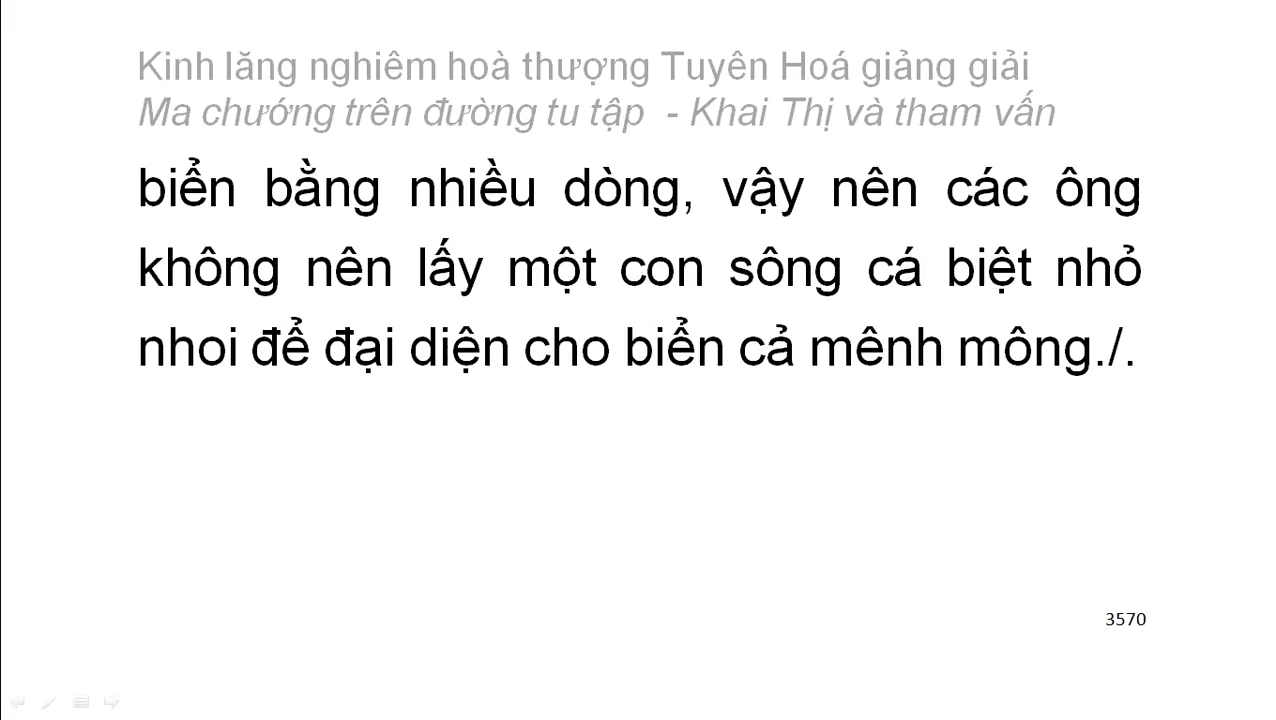 Kinh lăng nghiêm hoà thượng Tuyên Hoá giảng giải
Ma chướng trên đường tu tập - Khai Thị và tham vấn
biển bằng nhiều dòng, vậy nên các ông
không nên lấy một con sông cá biệt nhỏ
nhoi để đại diện cho biển cả mênh mông./.
3570